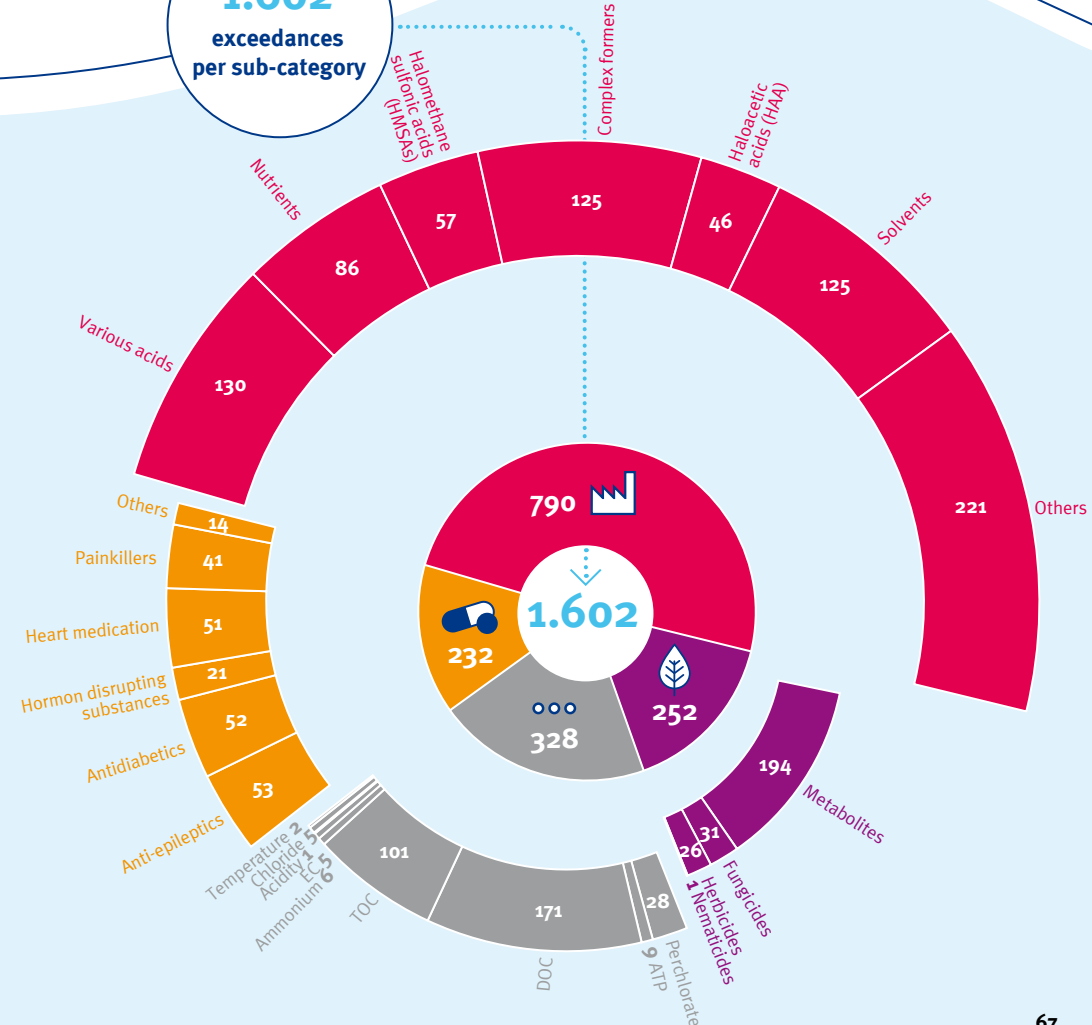 1.602
exceedances
per sub-category
Halomethane
sulfonic acids
(HMSAs)
Complex formers
Haloacetic
acids (HAA)
Nutrients
Solvents
Various acids
Others
130
86
57
125
46
125
221
Others
Painkillers
Heart medication
Hormon disrupting
substances
Antidiabetics
Anti-epileptics
14
41
51
21
52
53
790
1.602
232
252
328
194
31
26
Metabolites
Fungicides
Herbicides
1 Nematicides
Temperature 2
Chloride 5
Acidity 1
EC 5
Ammonium 6
TOC
DOC
9 ATP
Perchlorate
101
171
28
67